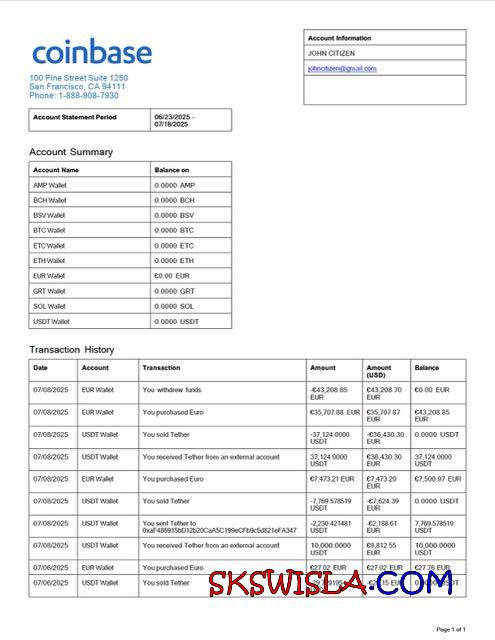 coinbase
100 Pine Street Suite 1250
San Francisco, CA 94111
Phone: 1-888-908-7930
Account Information
JOHN CITIZEN
johncitizen@gmail.com
Account Statement Period 06/23/2025 -
07/18/2025
Account Summary
Account Name Balance on
AMP Wallet 0.0000 AMP
BCH Wallet 0.0000 BCH
BSV Wallet 0.0000 BSV
BTC Wallet 0.0000 BTC
ETC Wallet 0.0000 ETC
ETH Wallet 0.0000 ETH
EUR Wallet €0.00 EUR
GRT Wallet 0.0000 GRT
SOL Wallet 0.0000 SOL
USDT Wallet 0.0000 USDT
Transaction History
Date Account Transaction Amount Amount Balance
(USD)
07/08/2025 EUR Wallet You withdrew funds -€43,208.85 €43,208.70 €0.00 EUR
EUR EUR
07/08/2025 EUR Wallet You purchased Euro €35,707.88 EUR €35,707.87 €43,208.85
EUR EUR
07/08/2025 USDT Wallet You sold Tether -37,124.0000 -€36,430.30 0.0000 USDT
USDT EUR
07/08/2025 USDT Wallet You received Tether from an external account 37,124.0000 €36,430.30 37,124.0000
USDT EUR USDT
07/08/2025 EUR Wallet You purchased Euro €7,473.21 EUR €7,473.20 €7,500.97 EUR
EUR
07/08/2025 USDT Wallet You sold Tether -7,769.578519 -€7,624.39 0.0000 USDT
USDT EUR
07/08/2025 USDT Wallet You sent Tether to -2,230.421481 -€2,188.61 7,769.578519
0xaF486915bD12b20CaA5C199eCFb9c5d821eFA347 USDT EUR USDT
07/08/2025 USDT Wallet You received Tether from an external account 10,000.0000 €9,812.55 10,000.0000
USDT EUR USDT
07/06/2025 EUR Wallet You purchased Euro €27.02 EUR €27.02 EUR €27.76 EUR
07/06/2025 USDT Wallet You sold Tether
SKSWISLA.COM
Page 1 of 1